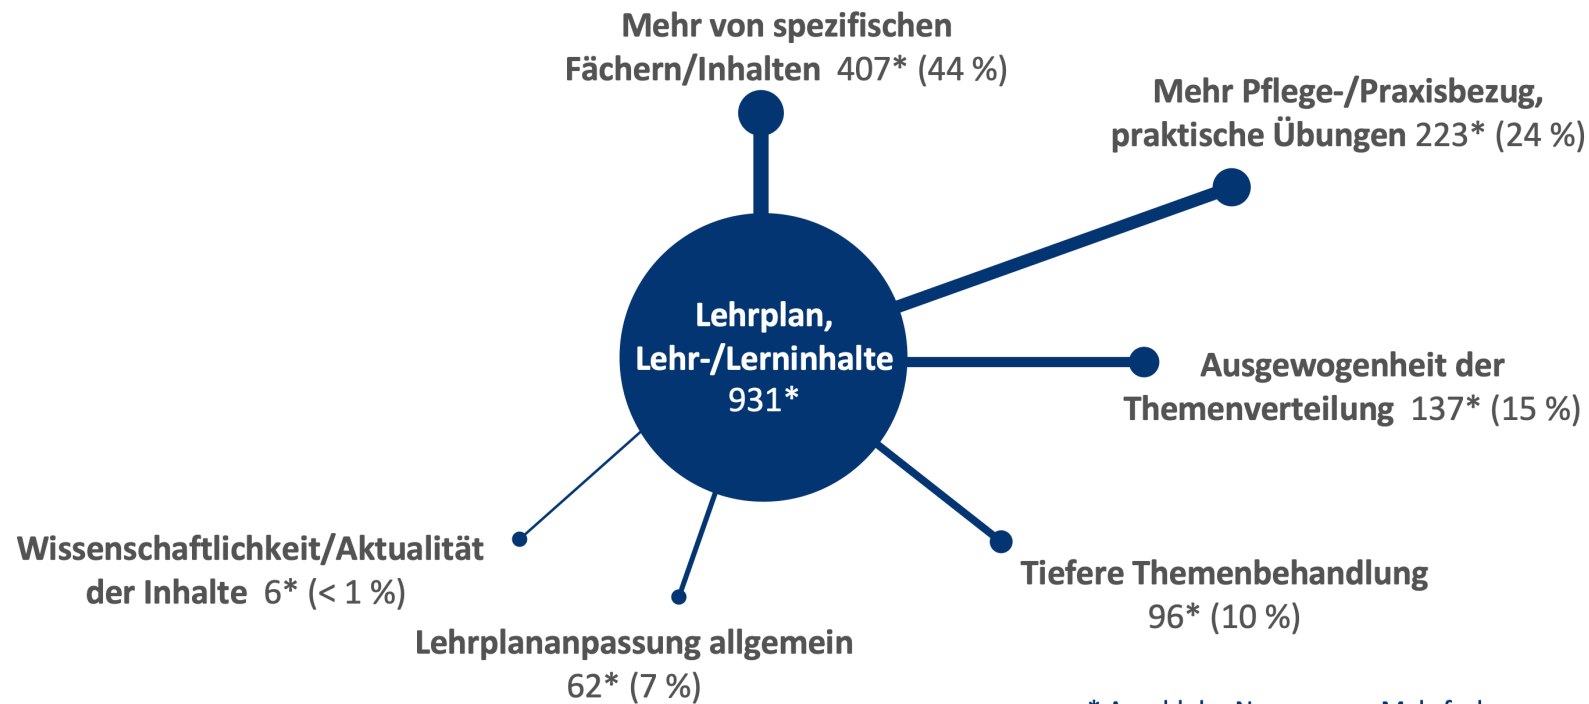 Mehr von spezifischen
Fächern/Inhalten 407* (44 %)
Mehr Pflege-/Praxisbezug,
praktische Übungen 223* (24 %)
Lehrplan,
Lehr-/Lerninhalte
931*
Ausgewogenheit der
Themenverteilung 137* (15 %)
Wissenschaftlichkeit/Aktualität
der Inhalte 6* (< 1 %)
Tiefere Themenbehandlung
96* (10 %)
Lehrplananpassung allgemein
62* (7 %)